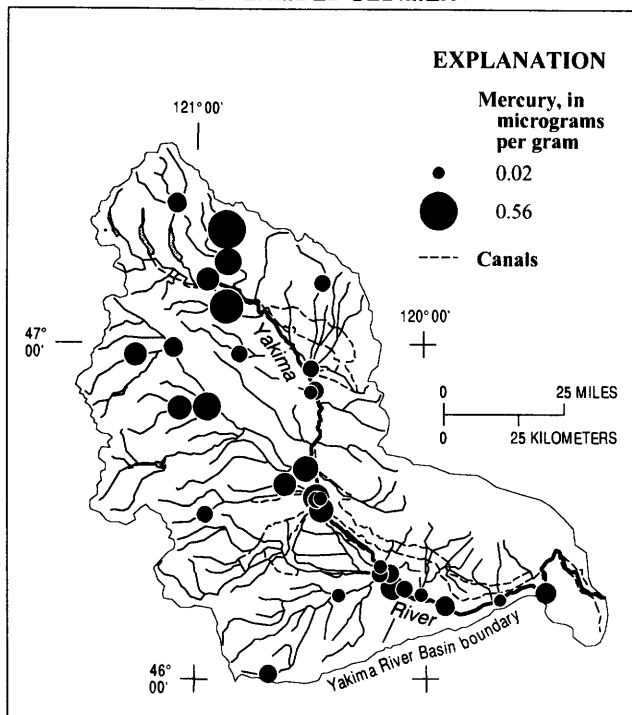 EXPLANATION
Mercury, in
micrograms
per gram
0.02
0.56
Canals
121°00'
120°00'
47°
00'
Yakima
0 25 MILES
0 25 KILOMETERS
River
Yakima River Basin boundary
46°
00'